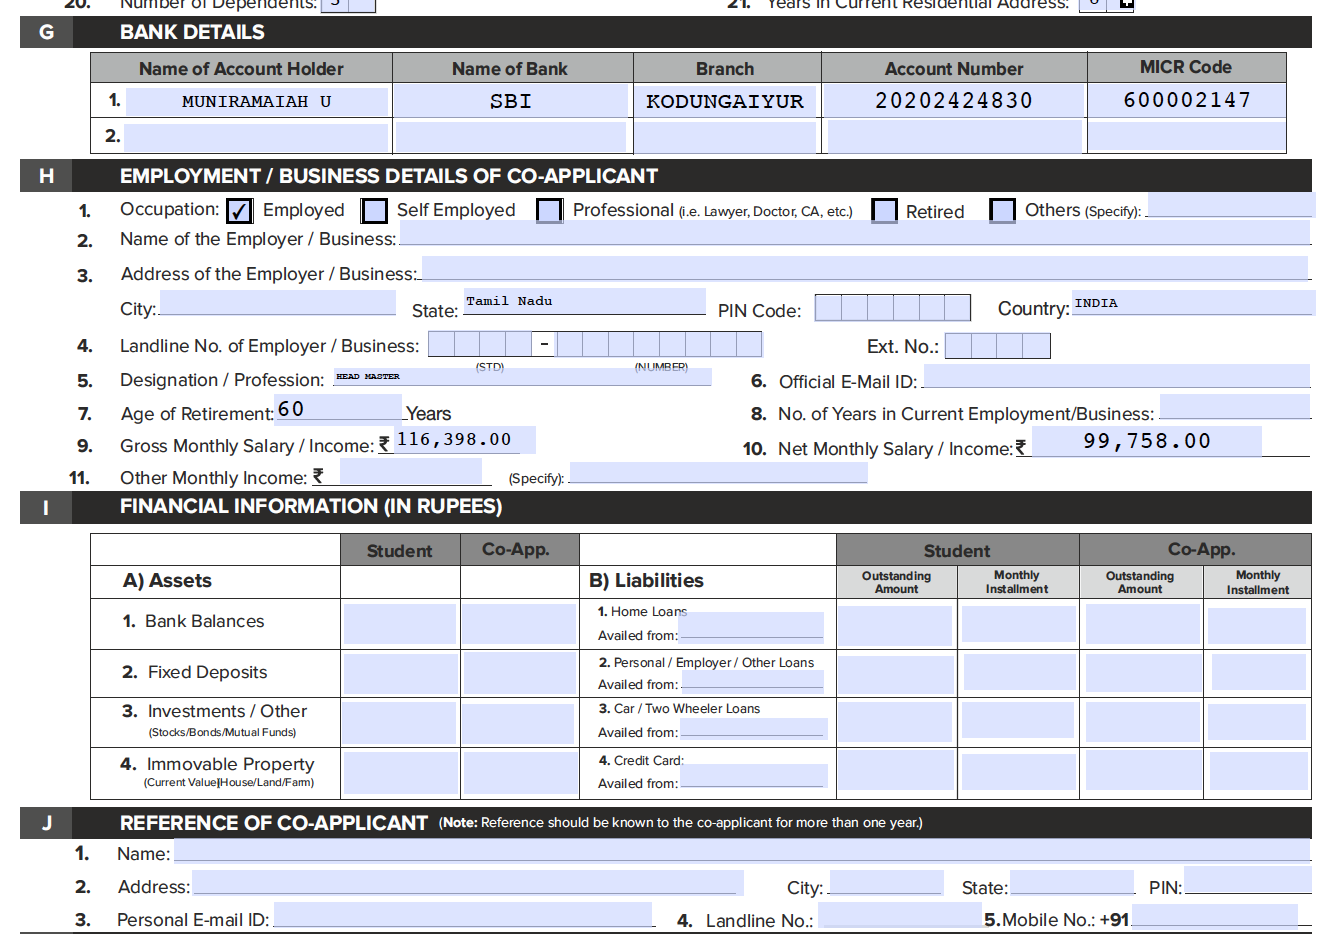 20. Number of Dependents: 3 21. Years in Current Residential Address:
G BANK DETAILS
Name of Account Holder Name of Bank Branch Account Number MICR Code
1. MUNIRAMAIAH U SBI KODUNGAIYUR 20202424830 600002147
2.
H EMPLOYMENT / BUSINESS DETAILS OF CO-APPLICANT
1. Occupation: ✓ Employed Self Employed Professional (i.e. Lawyer, Doctor, CA, etc.) Retired Others (Specify):
2. Name of the Employer / Business:
3. Address of the Employer / Business:
City: State: Tamil Nadu PIN Code: Country: INDIA
4. Landline No. of Employer / Business: - Ext. No.:
(STD) (NUMBER)
5. Designation / Profession: HEAD MASTER 6. Official E-Mail ID:
7. Age of Retirement: 60 Years 8. No. of Years in Current Employment/Business:
9. Gross Monthly Salary / Income: ₹ 116,398.00 10. Net Monthly Salary / Income: ₹ 99,758.00
11. Other Monthly Income: ₹ (Specify):
I FINANCIAL INFORMATION (IN RUPEES)
Student Co-App. Student Co-App.
A) Assets B) Liabilities Outstanding Amount Monthly Installment Outstanding Amount Monthly Installment
1. Bank Balances 1. Home Loans
Availed from:
2. Fixed Deposits 2. Personal / Employer / Other Loans
Availed from:
3. Investments / Other 3. Car / Two Wheeler Loans
(Stocks/Bonds/Mutual Funds) Availed from:
4. Immovable Property 4. Credit Card:
(Current Value/House/Land/Farm) Availed from:
J REFERENCE OF CO-APPLICANT (Note: Reference should be known to the co-applicant for more than one year.)
1. Name:
2. Address: City: State: PIN:
3. Personal E-mail ID: 4. Landline No.: 5. Mobile No.: +91